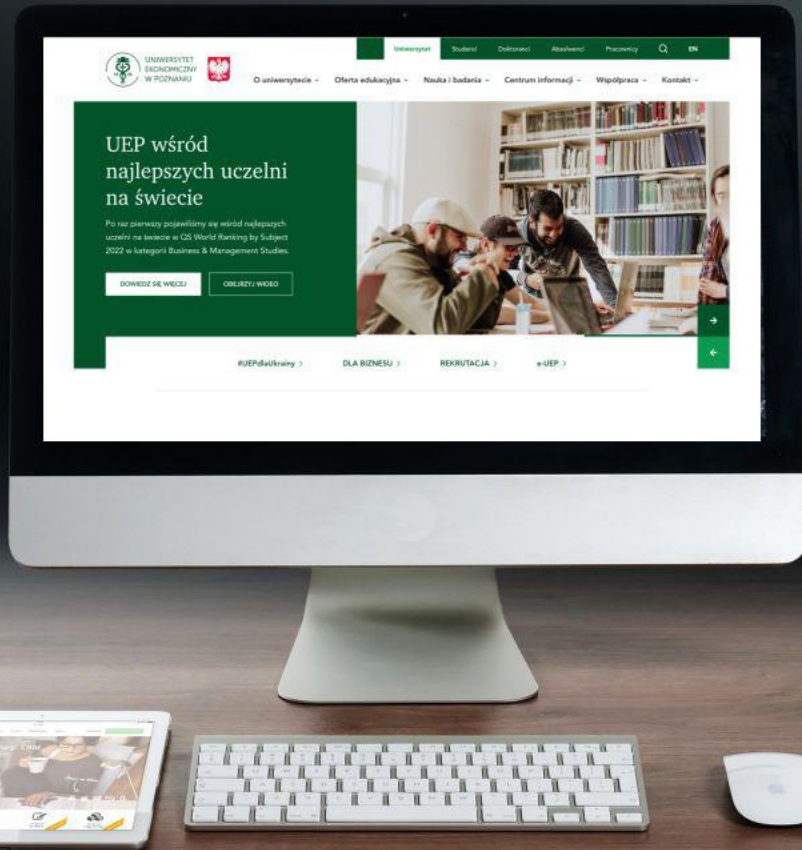 Uniwersytet Studenci Doktoranci Absolwenci Pracownicy EN
UNIWERSYTET
EKONOMICZNY
W POZNANIU
O uniwersytecie Oferta edukacyjna Nauka i badania Centrum informacji Współpraca Kontakt
UEP wśród
najlepszych uczelni
na świecie
Po raz pierwszy pojawiliśmy się wśród najlepszych
uczelni na świecie w QS World Ranking by Subject
2022 w kategorii Business & Management Studies.
DOWIEDZ SIĘ WIĘCEJ OBEJRZYJ WIDEO
#UEPdlaUkrainy DLA BIZNESU REKRUTACJA e-UEP